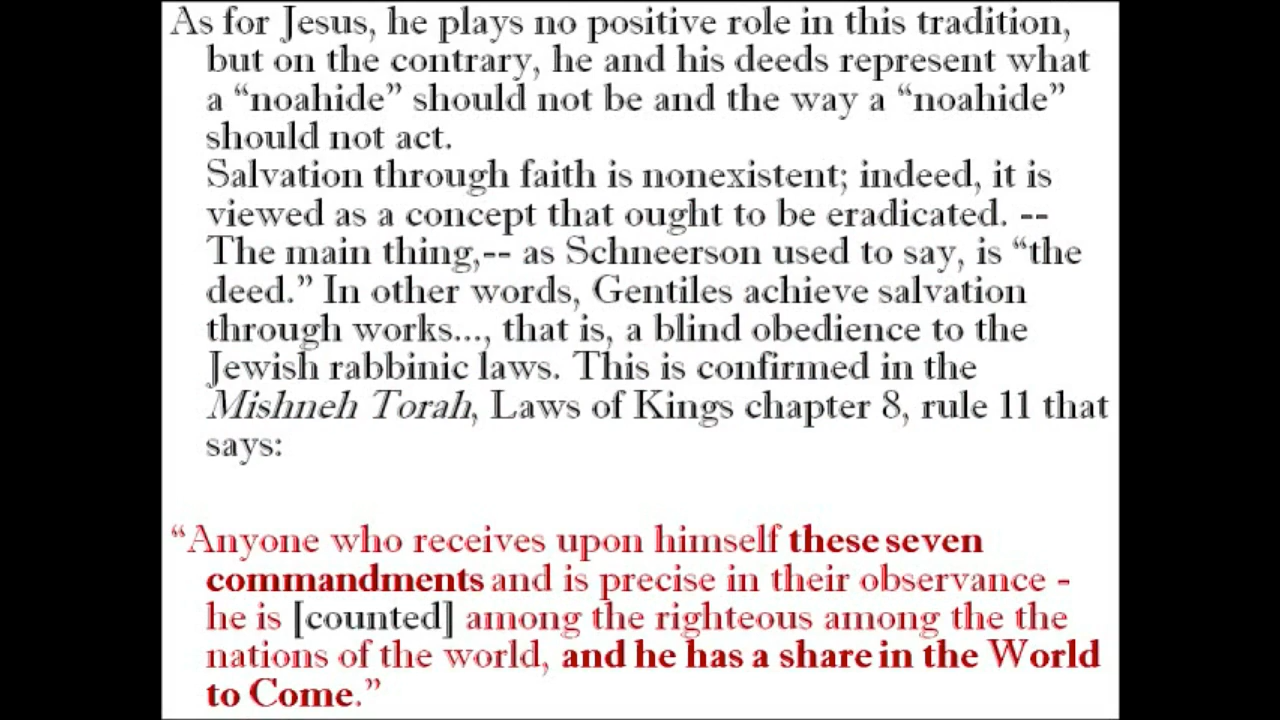 As for Jesus, he plays no positive role in this tradition,
but on the contrary, he and his deeds represent what
a “noahide” should not be and the way a “noahide”
should not act.
Salvation through faith is nonexistent; indeed, it is
viewed as a concept that ought to be eradicated. --
The main thing,-- as Schneerson used to say, is “the
deed.” In other words, Gentiles achieve salvation
through works..., that is, a blind obedience to the
Jewish rabbinic laws. This is confirmed in the
Mishneh Torah, Laws of Kings chapter 8, rule 11 that
says:
“Anyone who receives upon himself these seven
commandments and is precise in their observance -
he is [counted] among the righteous among the the
nations of the world, and he has a share in the World
to Come.”